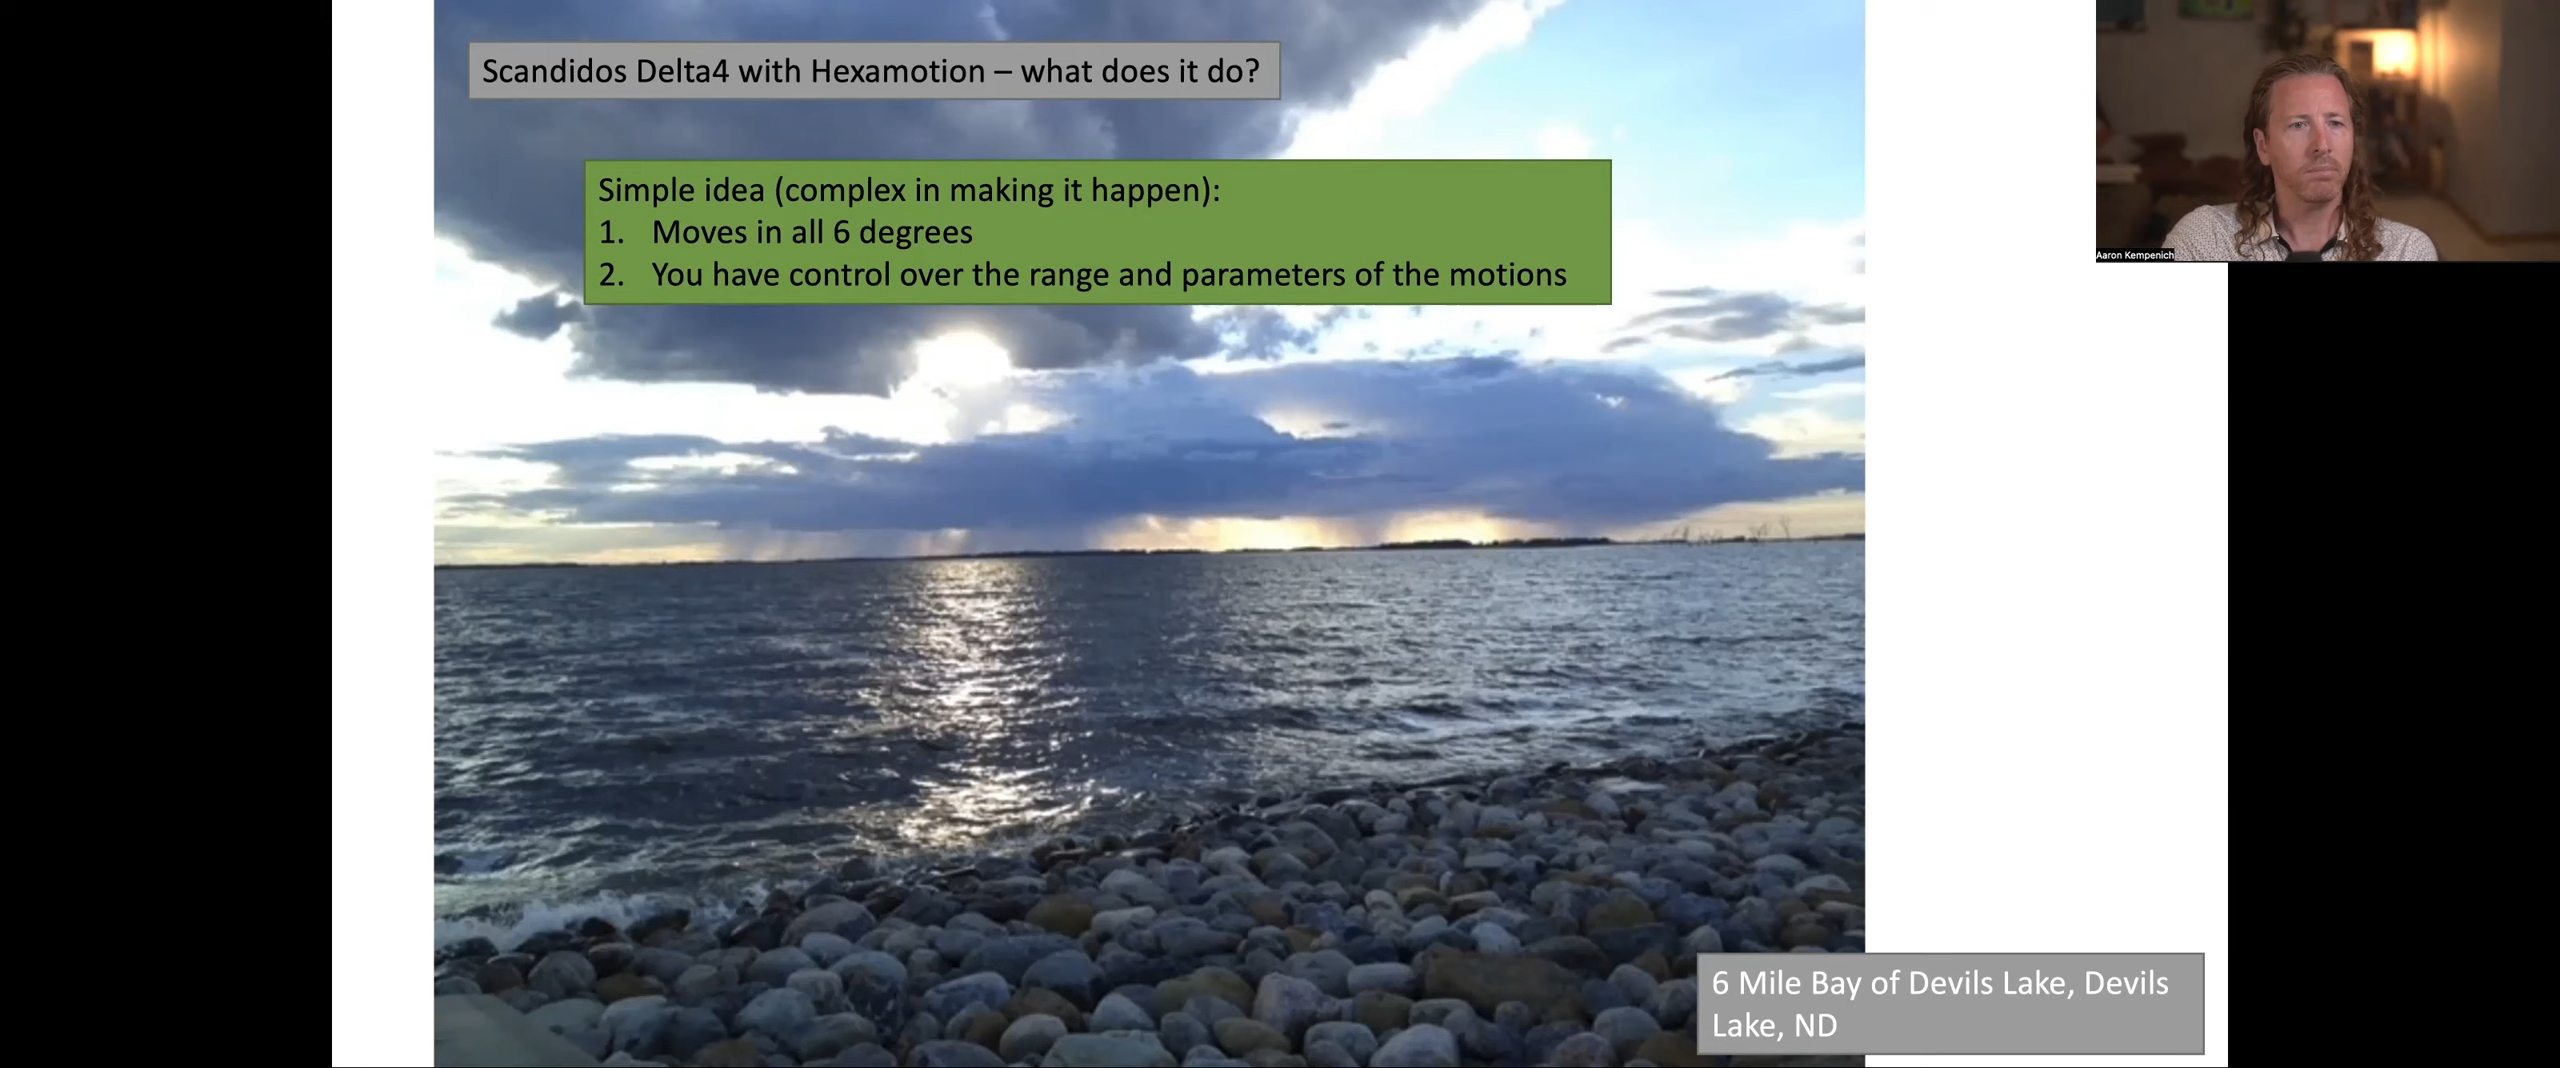 Scandidos Delta4 with Hexamotion – what does it do?
Simple idea (complex in making it happen):
1. Moves in all 6 degrees
2. You have control over the range and parameters of the motions
Aaron Kempenich
6 Mile Bay of Devils Lake, Devils
Lake, ND